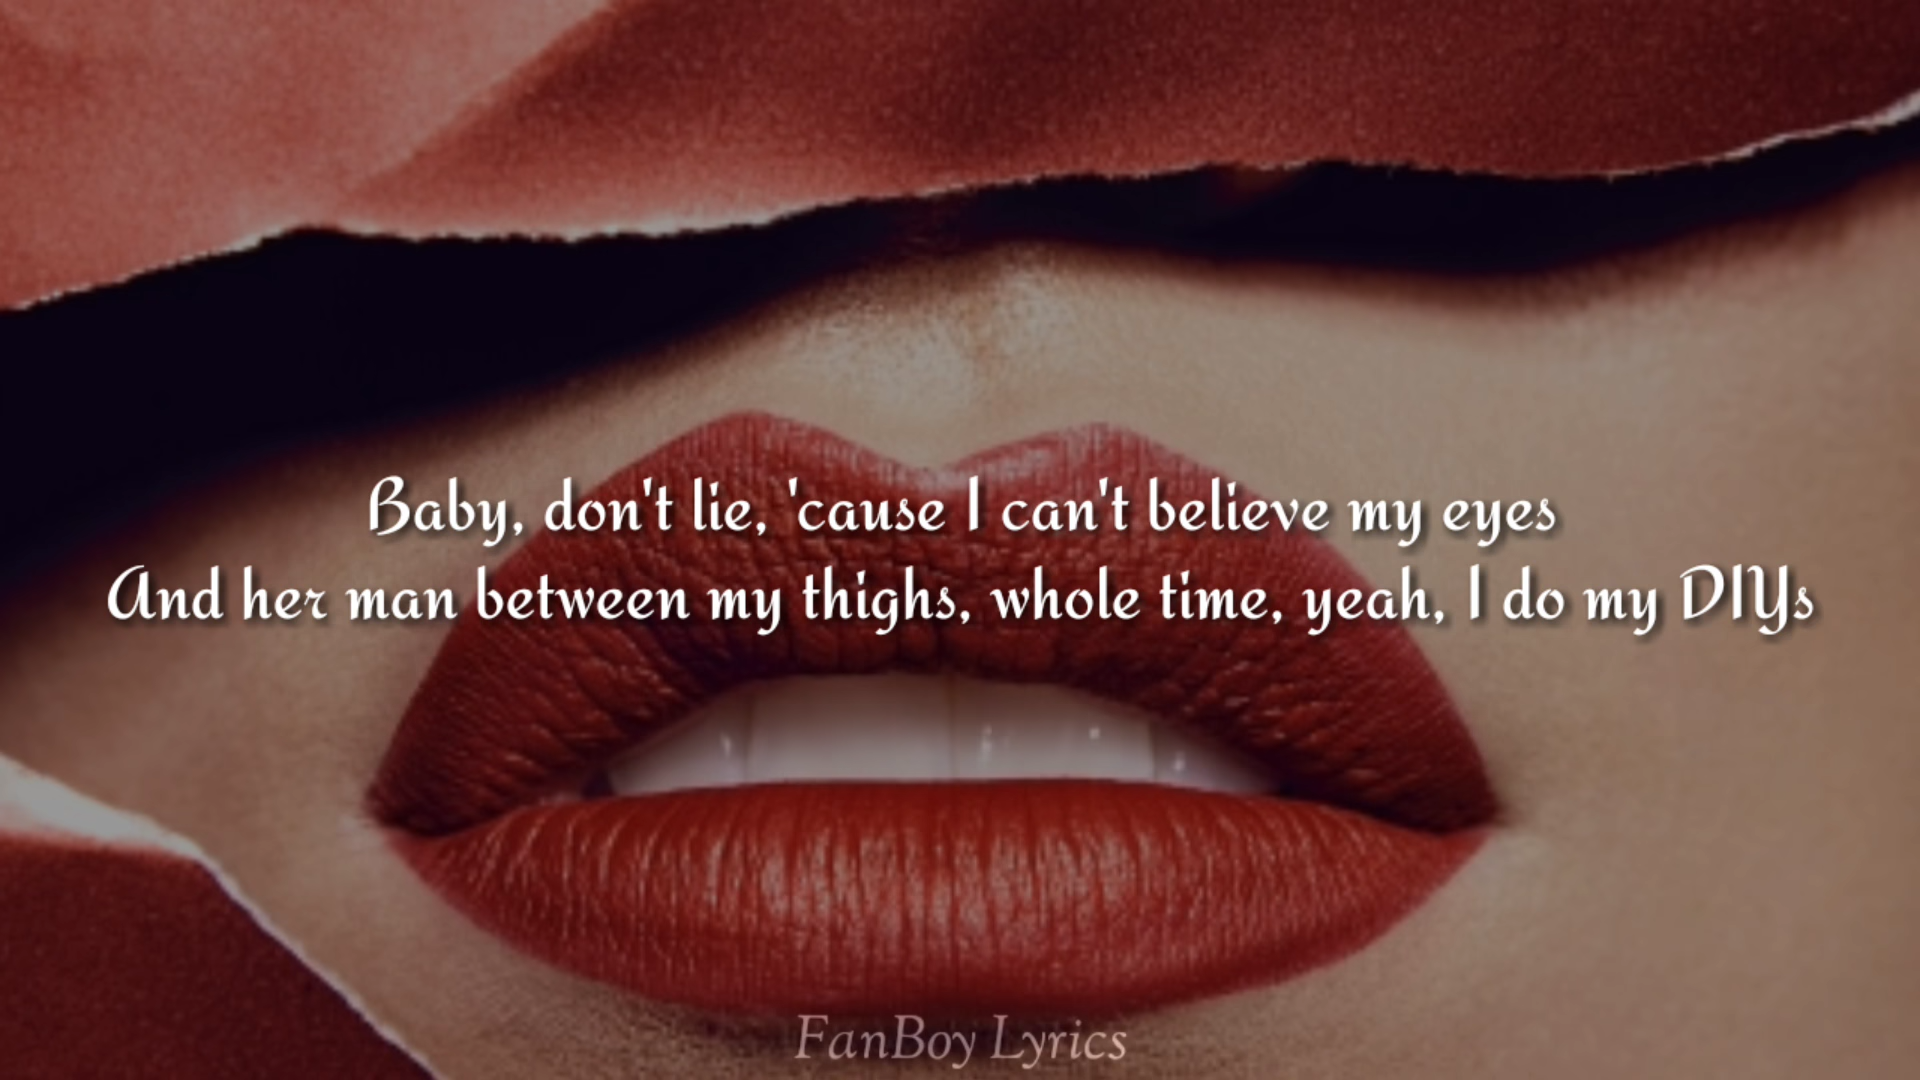 Baby, don't lie, 'cause I can't believe my eyes
And her man between my thighs, whole time, yeah, I do my DIYs
FanBoy Lyrics